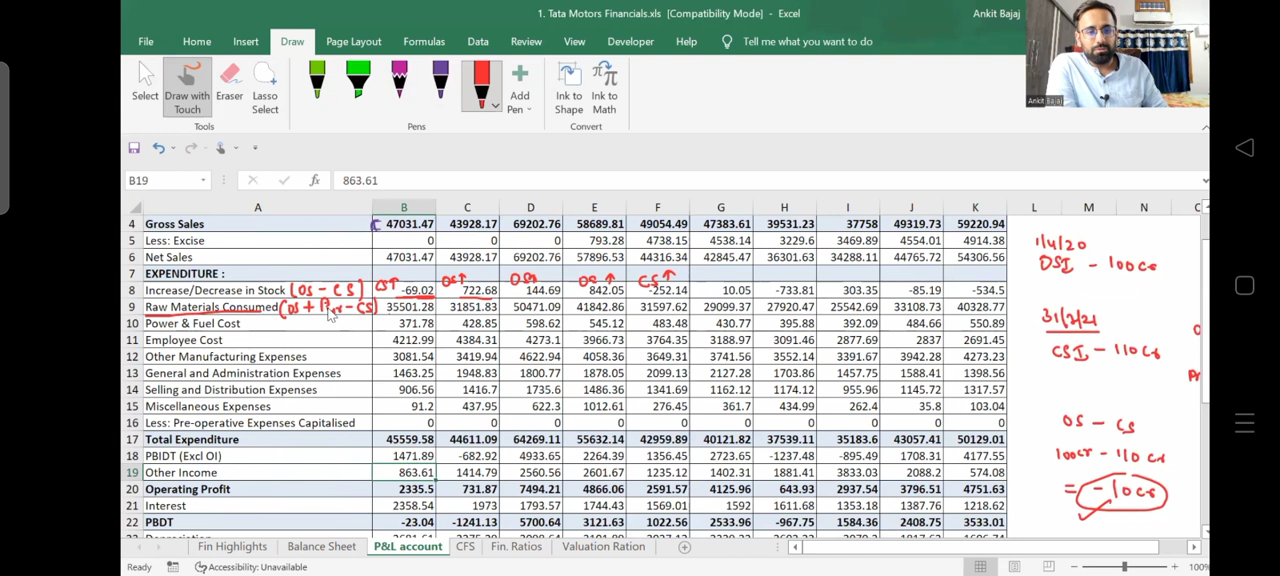 1. Tata Motors Financials.xls [Compatibility Mode] - Excel
Ankit Bajaj
File Home Insert Draw Page Layout Formulas Data Review View Developer Help Tell me what you want to do
Select Draw with Touch Eraser Lasso Select Add Pen Ink to Shape Ink to Math
Tools Pens Convert
Ankit Bajaj
B19 fx 863.61
A B C D E F G H I J K L M N
4 Gross Sales 47031.47 43928.17 69202.76 58689.81 49054.49 47383.61 39531.23 37758 49319.73 59220.94
5 Less: Excise 0 0 0 793.28 4738.15 4538.14 3229.6 3469.89 4554.01 4914.38
6 Net Sales 47031.47 43928.17 69202.76 57896.53 44316.34 42845.47 36301.63 34288.11 44765.72 54306.56
7 EXPENDITURE :
CS↑ OS↑ OS↑ OS↑ CS↑
8 Increase/Decrease in Stock (OS - CS) -69.02 722.68 144.69 842.05 -252.14 10.05 -733.81 303.35 -85.19 -534.5
9 Raw Materials Consumed (OS + Pur - CS) 35501.28 31851.83 50471.09 41842.86 31597.62 29099.37 27920.47 25542.69 33108.73 40328.77
10 Power & Fuel Cost 371.78 428.85 598.62 545.12 483.48 430.77 395.88 392.09 484.66 550.89
11 Employee Cost 4212.99 4384.31 4273.1 3966.73 3764.35 3188.97 3091.46 2877.69 2837 2691.45
12 Other Manufacturing Expenses 3081.54 3419.94 4622.94 4058.36 3649.31 3741.56 3552.14 3391.67 3942.28 4273.23
13 General and Administration Expenses 1463.25 1948.83 1800.77 1878.05 2099.09 2127.28 1703.86 1457.75 1588.41 1398.56
14 Selling and Distribution Expenses 906.56 1416.7 1735.6 1486.36 1341.69 1162.12 1174.12 955.96 1145.72 1317.57
15 Miscellaneous Expenses 91.2 437.95 622.3 1012.61 276.45 361.7 434.99 262.4 35.8 103.04
16 Less: Pre-operative Expenses Capitalised 0 0 0 0 0 0 0 0 0 0
17 Total Expenditure 45559.58 44611.09 64269.11 55632.14 42959.89 40121.82 37539.11 35183.6 43057.41 50129.01
18 PBIDT (Excl OI) 1471.89 -682.92 4933.65 2264.39 1356.45 2723.65 -1237.48 -895.49 1708.31 4177.55
19 Other Income 863.61 1414.79 2560.56 2601.67 1235.12 1402.31 1881.41 3833.03 2088.2 574.08
20 Operating Profit 2335.5 731.87 7494.21 4866.06 2591.57 4125.96 643.93 2937.54 3796.51 4751.63
21 Interest 2358.54 1973 1793.57 1744.43 1569.01 1592 1611.68 1353.18 1387.76 1218.62
22 PBDT -23.04 -1241.13 5700.64 3121.63 1022.56 2533.96 -967.75 1584.36 2408.75 3533.01
1/4/20
OSI - 100 Cr
31/3/21
CSI - 110 Cr
OS - CS
100 Cr - 110 Cr
= -10 Cr
Fin Highlights Balance Sheet P&L account CFS Fin. Ratios Valuation Ration
Ready Accessibility: Unavailable 100%